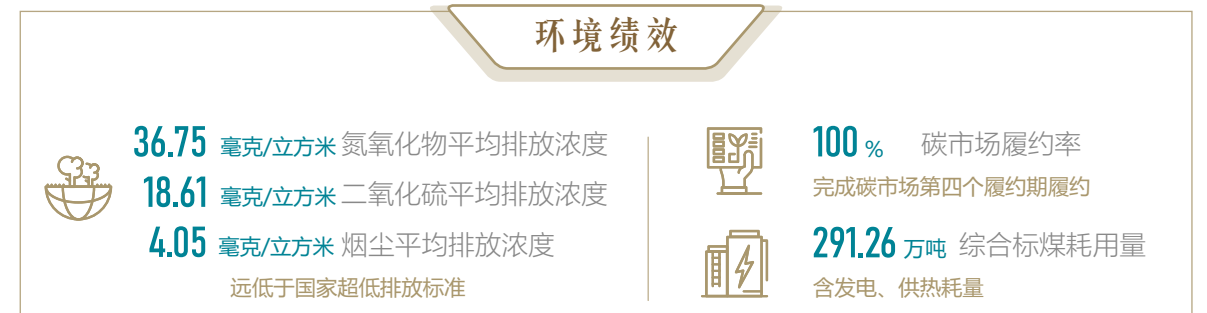 环境绩效
36.75 毫克/立方米 氮氧化物平均排放浓度
18.61 毫克/立方米 二氧化硫平均排放浓度
4.05 毫克/立方米 烟尘平均排放浓度
远低于国家超低排放标准
100 % 碳市场履约率
完成碳市场第四个履约期履约
291.26 万吨 综合标煤耗用量
含发电、供热耗量